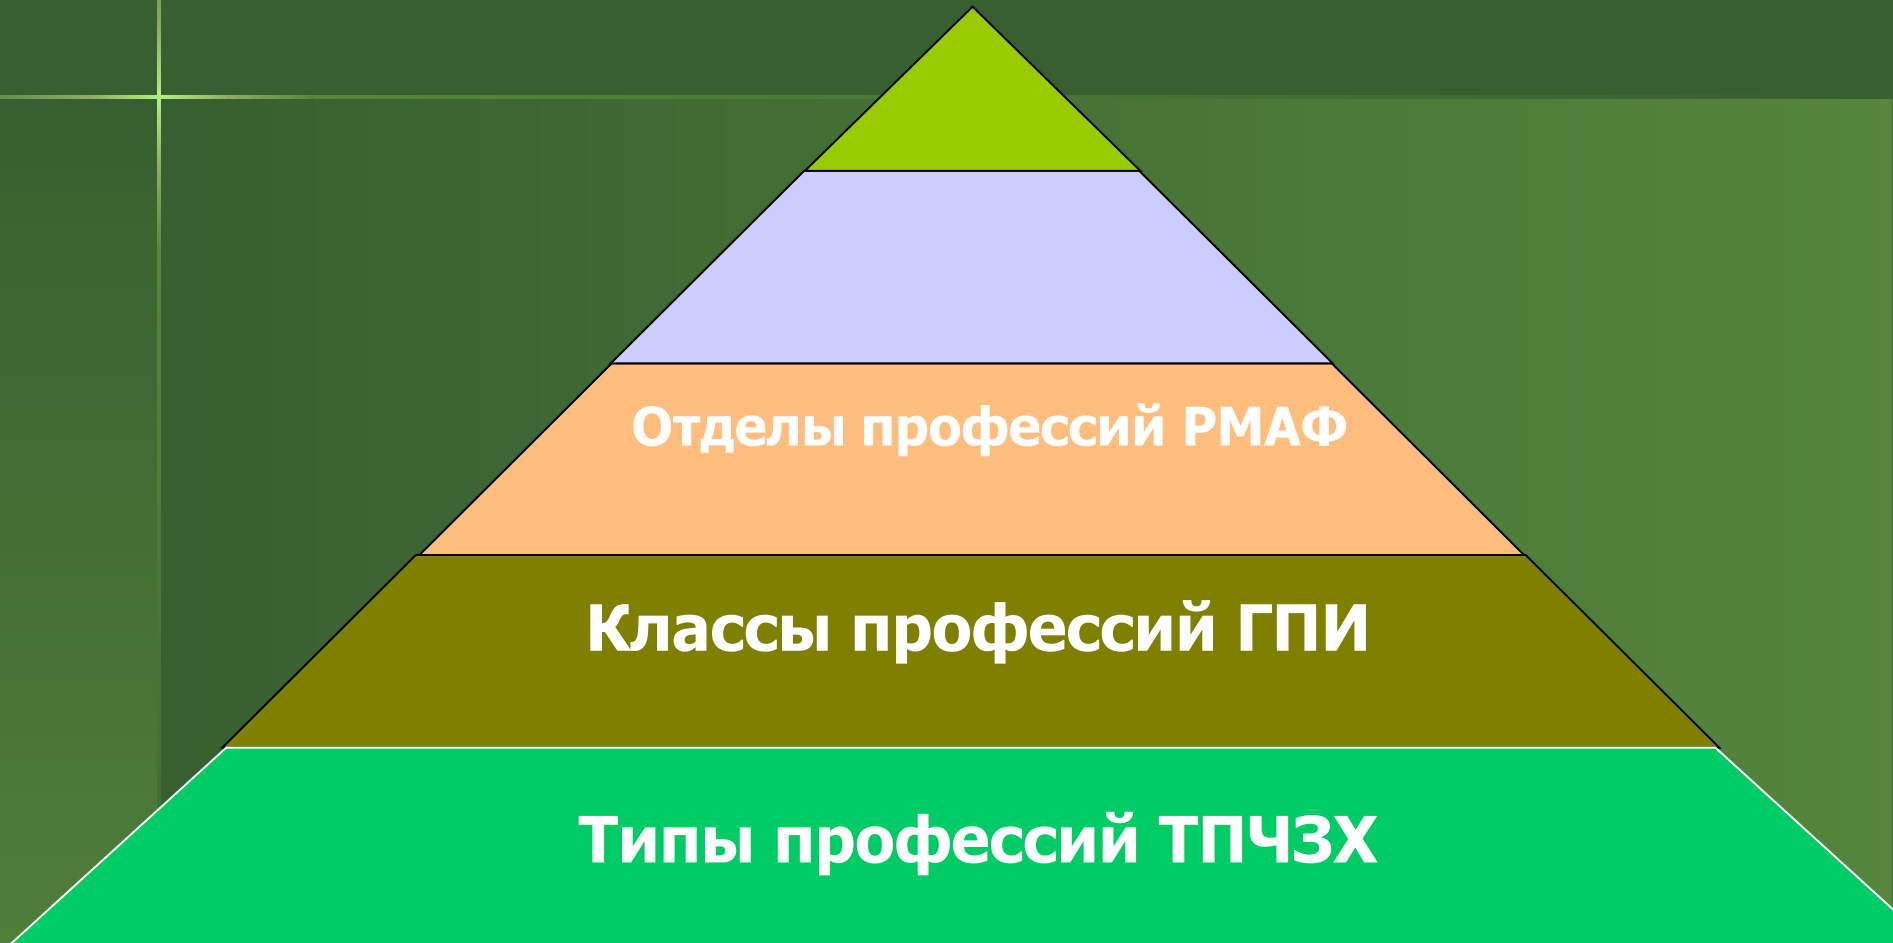 Отделы профессий РМАФ
Классы профессий ГПИ
Типы профессий ТПЧЗХ